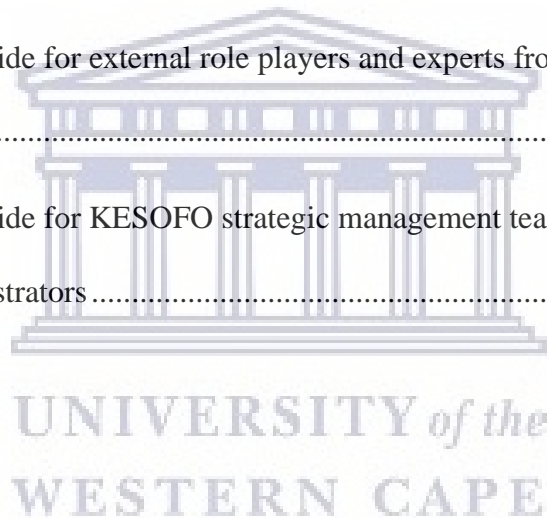 ide for external role players and experts fro
....................................................................
ide for KESOFO strategic management tea
strators....................................................
UNIVERSITY of the
WESTERN CAPE